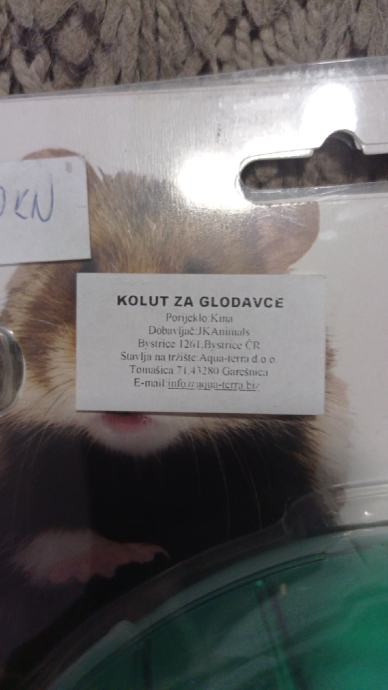 KN
KOLUT ZA GLODAVCE
Porijeklo:Kina
Dobavljač:JKAnimals
Bystrice 1261,Bystrice ČR
Stavlja na tržište:Aqua-terra d.o.o.
Tomašica 71,43280 Garešnica
E-mail:info@aqua-terra.biz